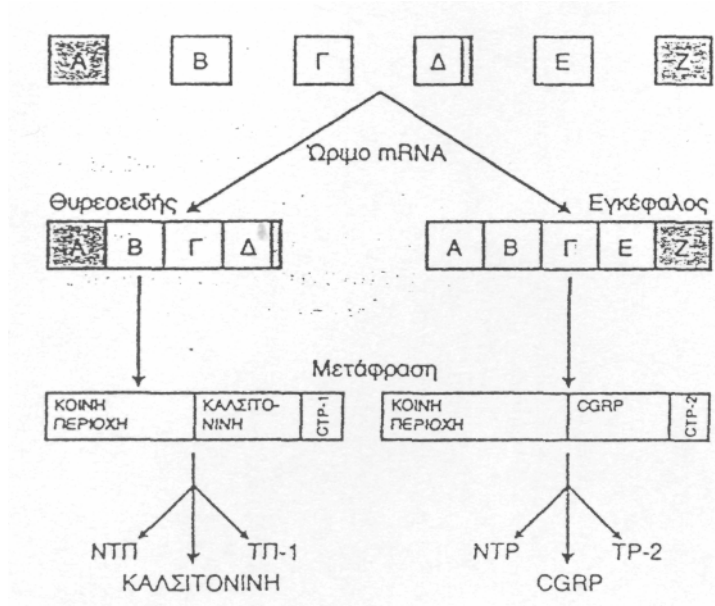 Α Β Γ Δ Ε Ζ
Ώριμο mRNA
Θυρεοειδής Εγκέφαλος
Α Β Γ Δ Α Β Γ Ε Ζ
Μετάφραση
ΚΟΙΝΗ ΠΕΡΙΟΧΗ
ΚΑΛΣΙΤΟ-
ΝΙΝΗ
CTP-1
ΚΟΙΝΗ
ΠΕΡΙΟΧΗ
CGRP
CTP-2
ΝΤΠ ΤΠ-1 NTP TP-2
ΚΑΛΣΙΤΟΝΙΝΗ CGRP